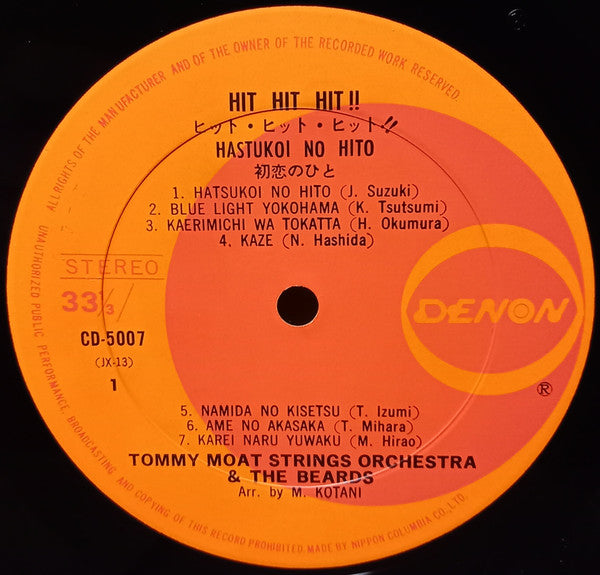 ALL RIGHTS OF THE MANUFACTURER AND OF THE OWNER OF THE RECORDED WORK RESERVED.
UNAUTHORIZED PUBLIC PERFORMANCE, BROADCASTING AND COPYING OF THIS RECORD PROHIBITED. MADE BY NIPPON COLUMBIA CO., LTD.
HIT HIT HIT!!
ヒット・ヒット・ヒット!!
HASTUKOI NO HITO
初恋のひと
1. HATSUKOI NO HITO (J. Suzuki)
2. BLUE LIGHT YOKOHAMA (K. Tsutsumi)
3. KAERIMICHI WA TOKATTA (H. Okumura)
4. KAZE (N. Hashida)
STEREO
33⅓
CD-5007
(JX-13)
1
DENON
®
5. NAMIDA NO KISETSU (T. Izumi)
6. AME NO AKASAKA (T. Mihara)
7. KAREI NARU YUWAKU (M. Hirao)
TOMMY MOAT STRINGS ORCHESTRA
& THE BEARDS
Arr. by M. KOTANI